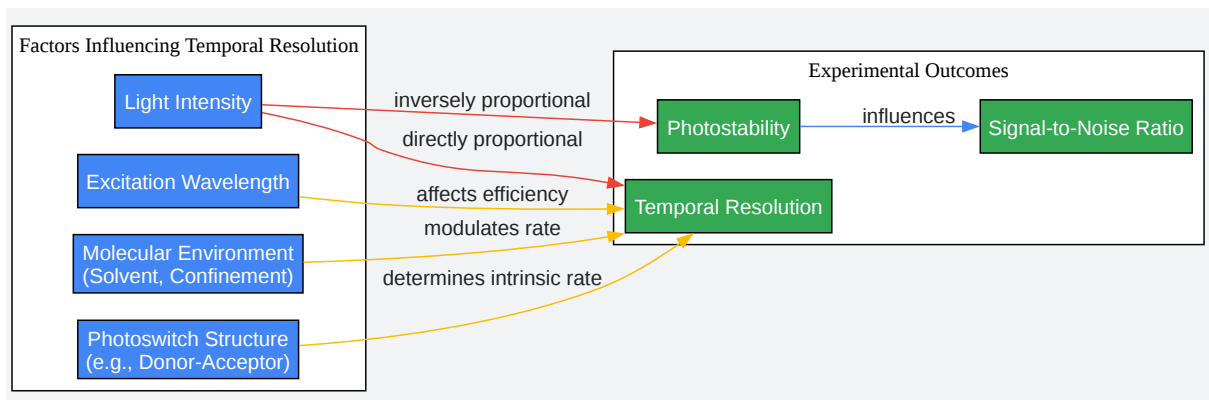 Factors Influencing Temporal Resolution
Light Intensity
Excitation Wavelength
Molecular Environment
(Solvent, Confinement)
Photoswitch Structure
(e.g., Donor-Acceptor)
inversely proportional
directly proportional
affects efficiency
modulates rate
determines intrinsic rate
Experimental Outcomes
Photostability
influences
Signal-to-Noise Ratio
Temporal Resolution